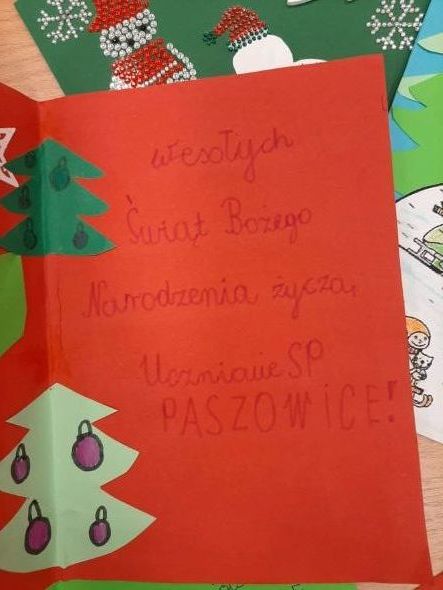 Wesołych
Świąt Bożego
Narodzenia życzą,
Uczniowie SP
PASZOWICE!